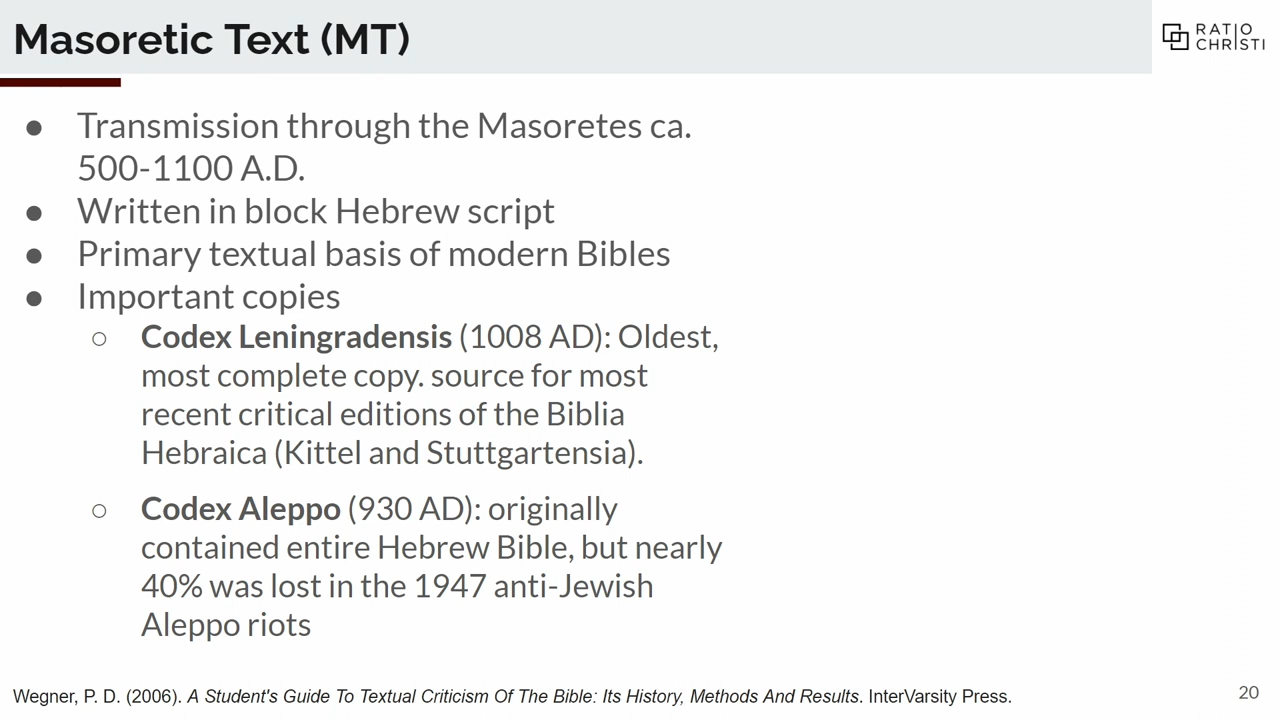 Masoretic Text (MT)
RATIO
CHRISTI
● Transmission through the Masoretes ca.
500-1100 A.D.
● Written in block Hebrew script
● Primary textual basis of modern Bibles
● Important copies
○ Codex Leningradensis (1008 AD): Oldest,
most complete copy. source for most
recent critical editions of the Biblia
Hebraica (Kittel and Stuttgartensia).
○ Codex Aleppo (930 AD): originally
contained entire Hebrew Bible, but nearly
40% was lost in the 1947 anti-Jewish
Aleppo riots
Wegner, P. D. (2006). A Student's Guide To Textual Criticism Of The Bible: Its History, Methods And Results. InterVarsity Press.
20